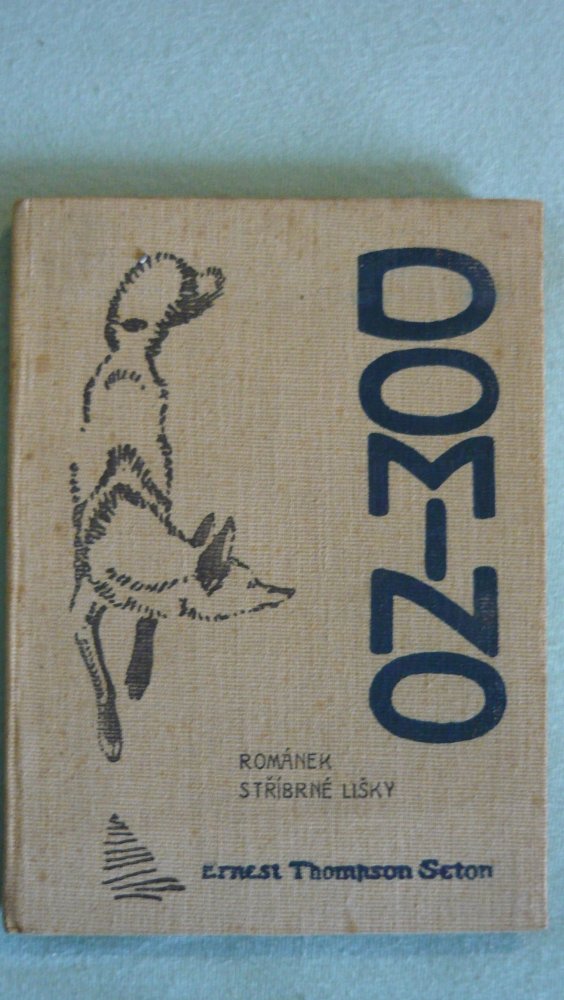 DOMINO
ROMÁNEK
STŘÍBRNÉ LIŠKY
Ernest Thompson Seton